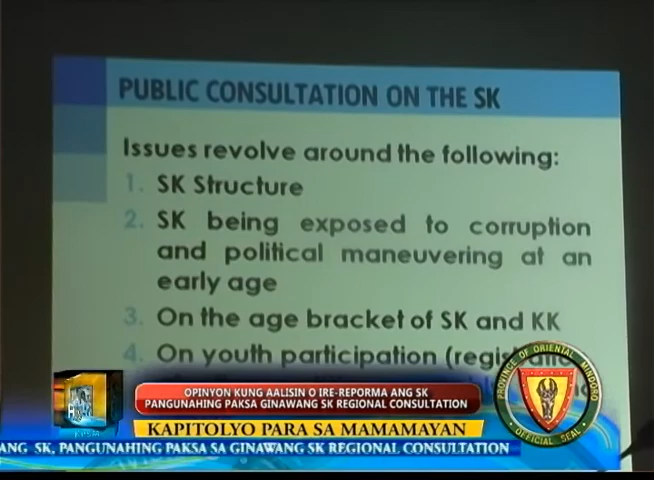 PUBLIC CONSULTATION ON THE SK
Issues revolve around the following:
1. SK Structure
2. SK being exposed to corruption
and political maneuvering at an
early age
3. On the age bracket of SK and KK
4. On youth participation (registration
OPINYON KUNG AALISIN O IRE-REPORMA ANG SK
PANGUNAHING PAKSA GINAWANG SK REGIONAL CONSULTATION
KAPITOLYO PARA SA MAMAMAYAN
ANG SK, PANGUNAHING PAKSA SA GINAWANG SK REGIONAL CONSULTATION
PROVINCE OF ORIENTAL MINDORO
OFFICIAL SEAL